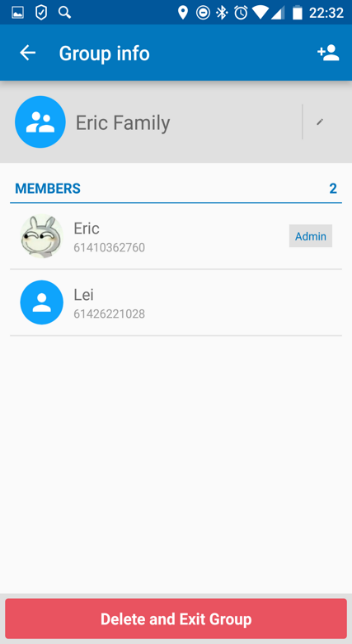 22:32
Group info
Eric Family
MEMBERS 2
Eric
61410362760
Admin
Lei
61426221028
Delete and Exit Group